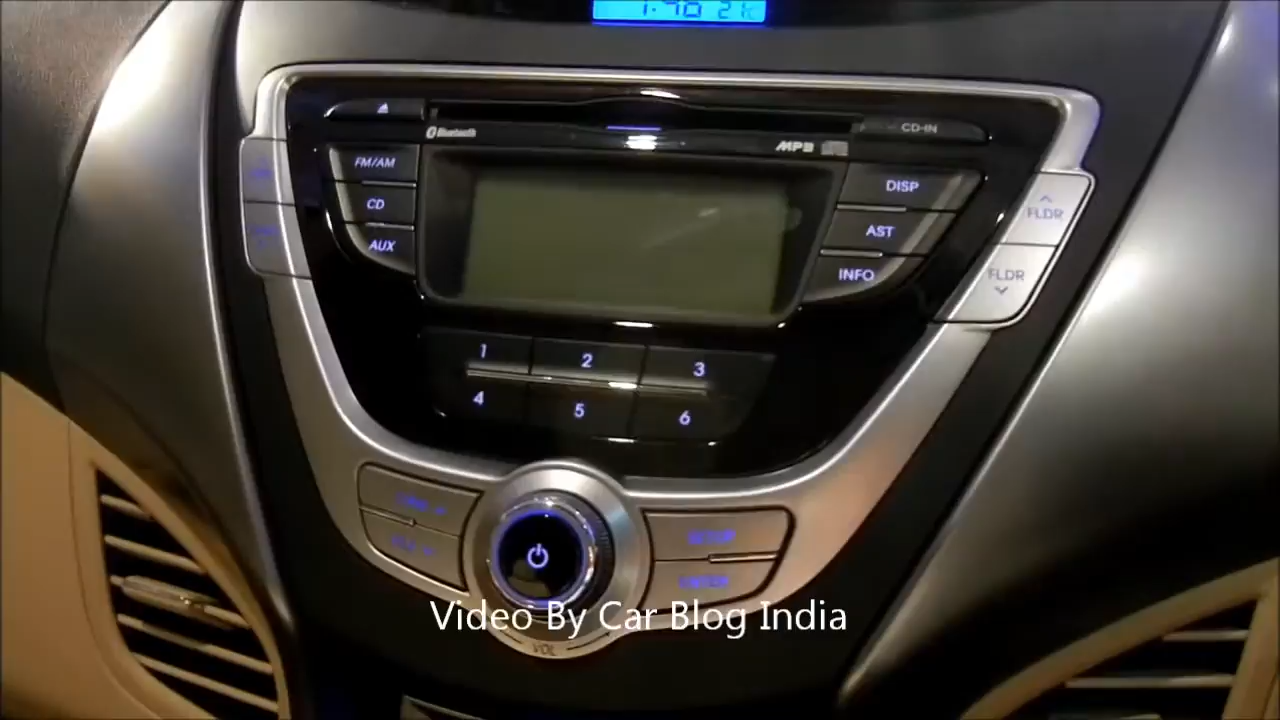 21
Bluetooth
CD-IN
MP3
FM/AM
DISP
CD
FLDR
AST
AUX
INFO
FLDR
1
2
3
4
5
6
SETUP
Video By Car Blog India
VOL